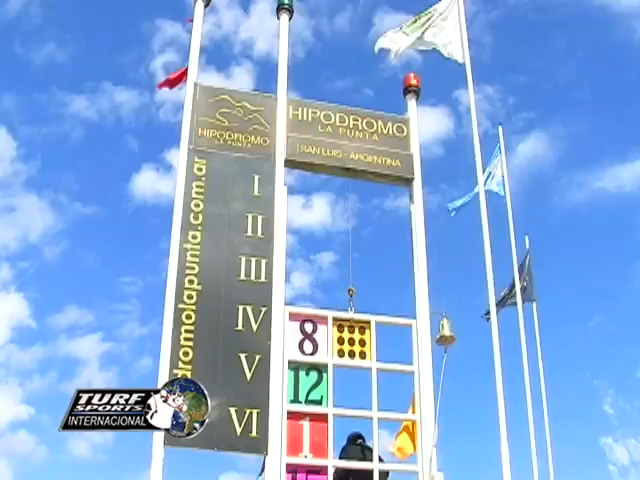 HIPODROMO
LA PUNTA
HIPODROMO
LA PUNTA
SAN LUIS - ARGENTINA
dromolapunta.com.ar
I
II
III
IV
V
VI
8
12
1
TURF
SPORTS
INTERNACIONAL